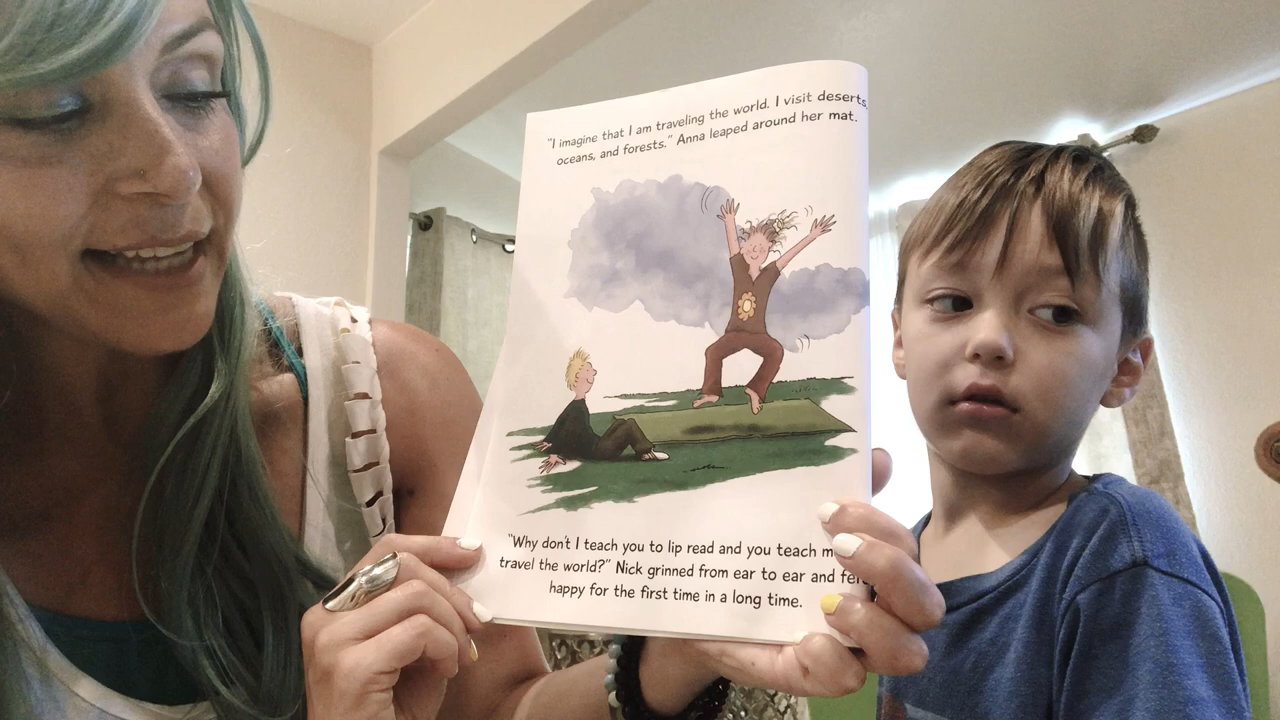 "I imagine that I am traveling the world. I visit deserts,
oceans, and forests." Anna leaped around her mat.
"Why don't I teach you to lip read and you teach
travel the world?" Nick grinned from ear to ear and
happy for the first time in a long time.